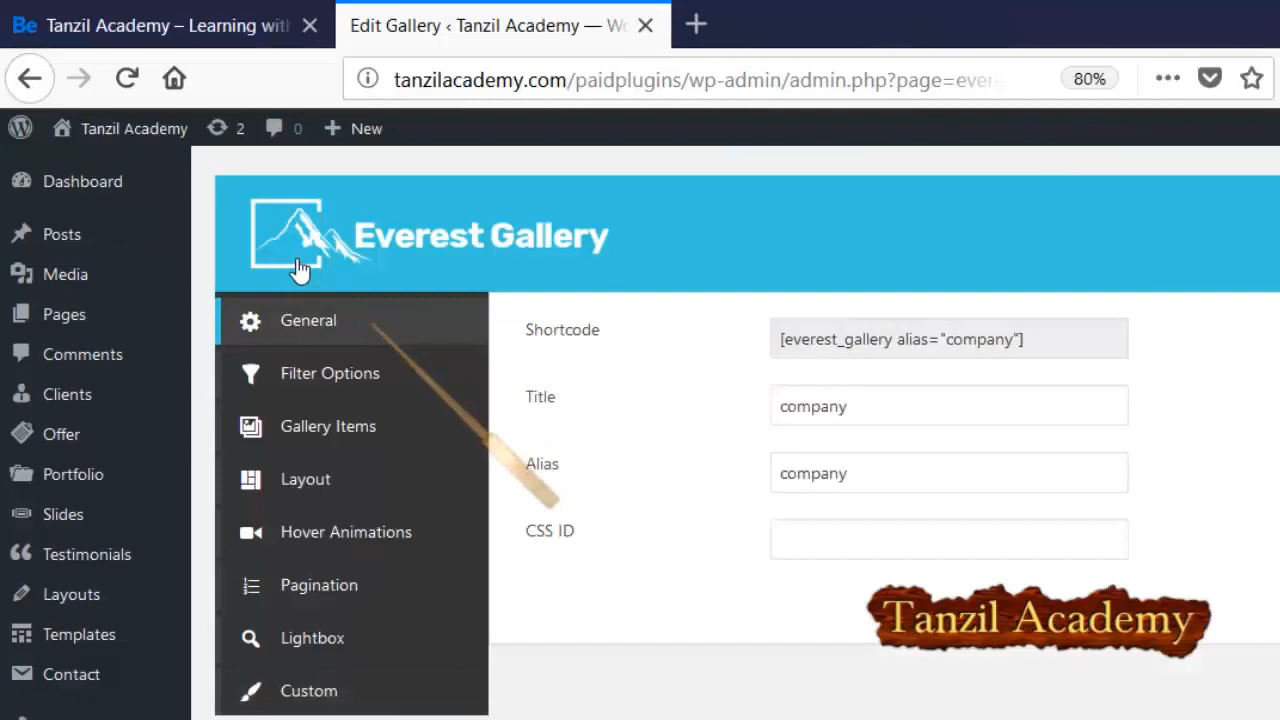 Be Tanzil Academy – Learning with
Edit Gallery ‹ Tanzil Academy — Wo
tanzilacademy.com/paidplugins/wp-admin/admin.php?page=ever
80%
Tanzil Academy 2 0 New
Dashboard
Posts
Media
Pages
Comments
Clients
Offer
Portfolio
Slides
Testimonials
Layouts
Templates
Contact
Everest Gallery
General
Filter Options
Gallery Items
Layout
Hover Animations
Pagination
Lightbox
Custom
Shortcode [everest_gallery alias="company"]
Title company
Alias company
CSS ID
Tanzil Academy